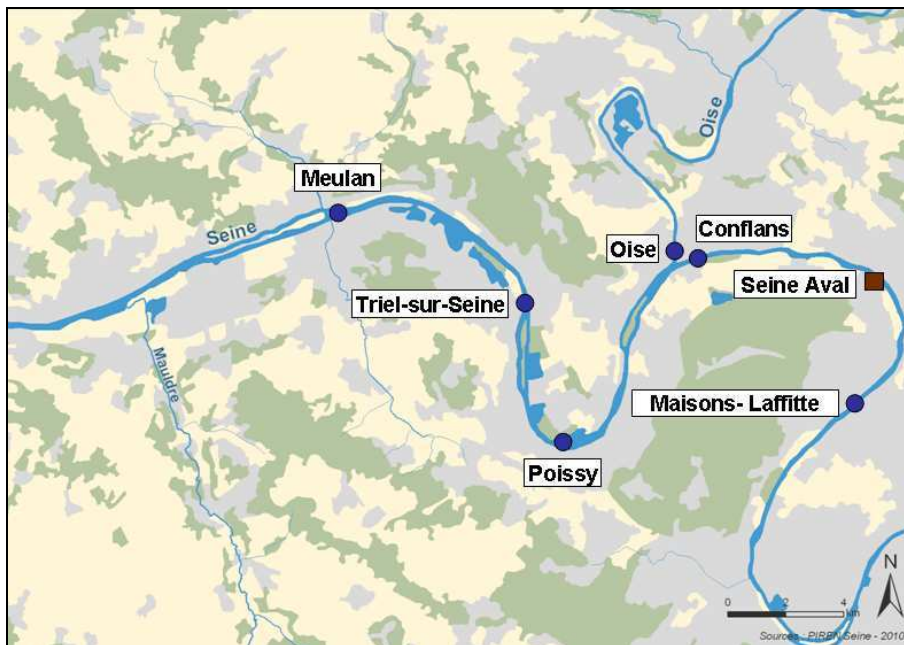 Oise
Meulan
Seine
Oise
Conflans
Seine Aval
Triel-sur-Seine
Mauldre
Maisons- Laffitte
Poissy
N
0 2 4
km
Sources : PIREN Seine - 2010